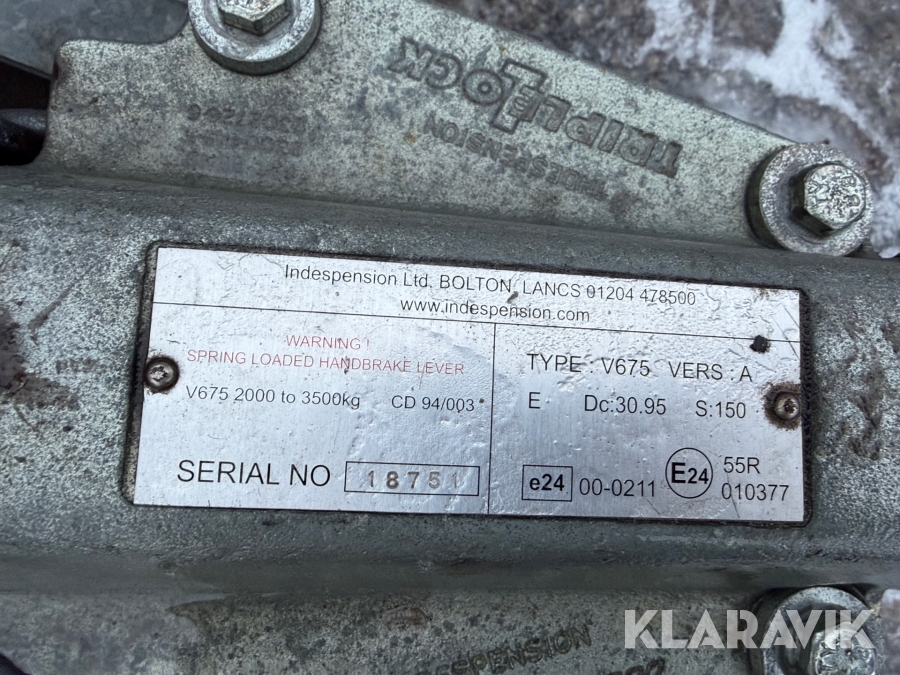 TRIPLE LOCK
Indespension Ltd. BOLTON, LANCS 01204 478500
www.indespension.com
WARNING !
SPRING LOADED HANDBRAKE LEVER
V675 2000 to 3500kg CD 94/003
SERIAL NO 18751
TYPE : V675 VERS : A
E Dc:30.95 S:150
e24 00-0211 E24 55R
010377
KLARAVIK